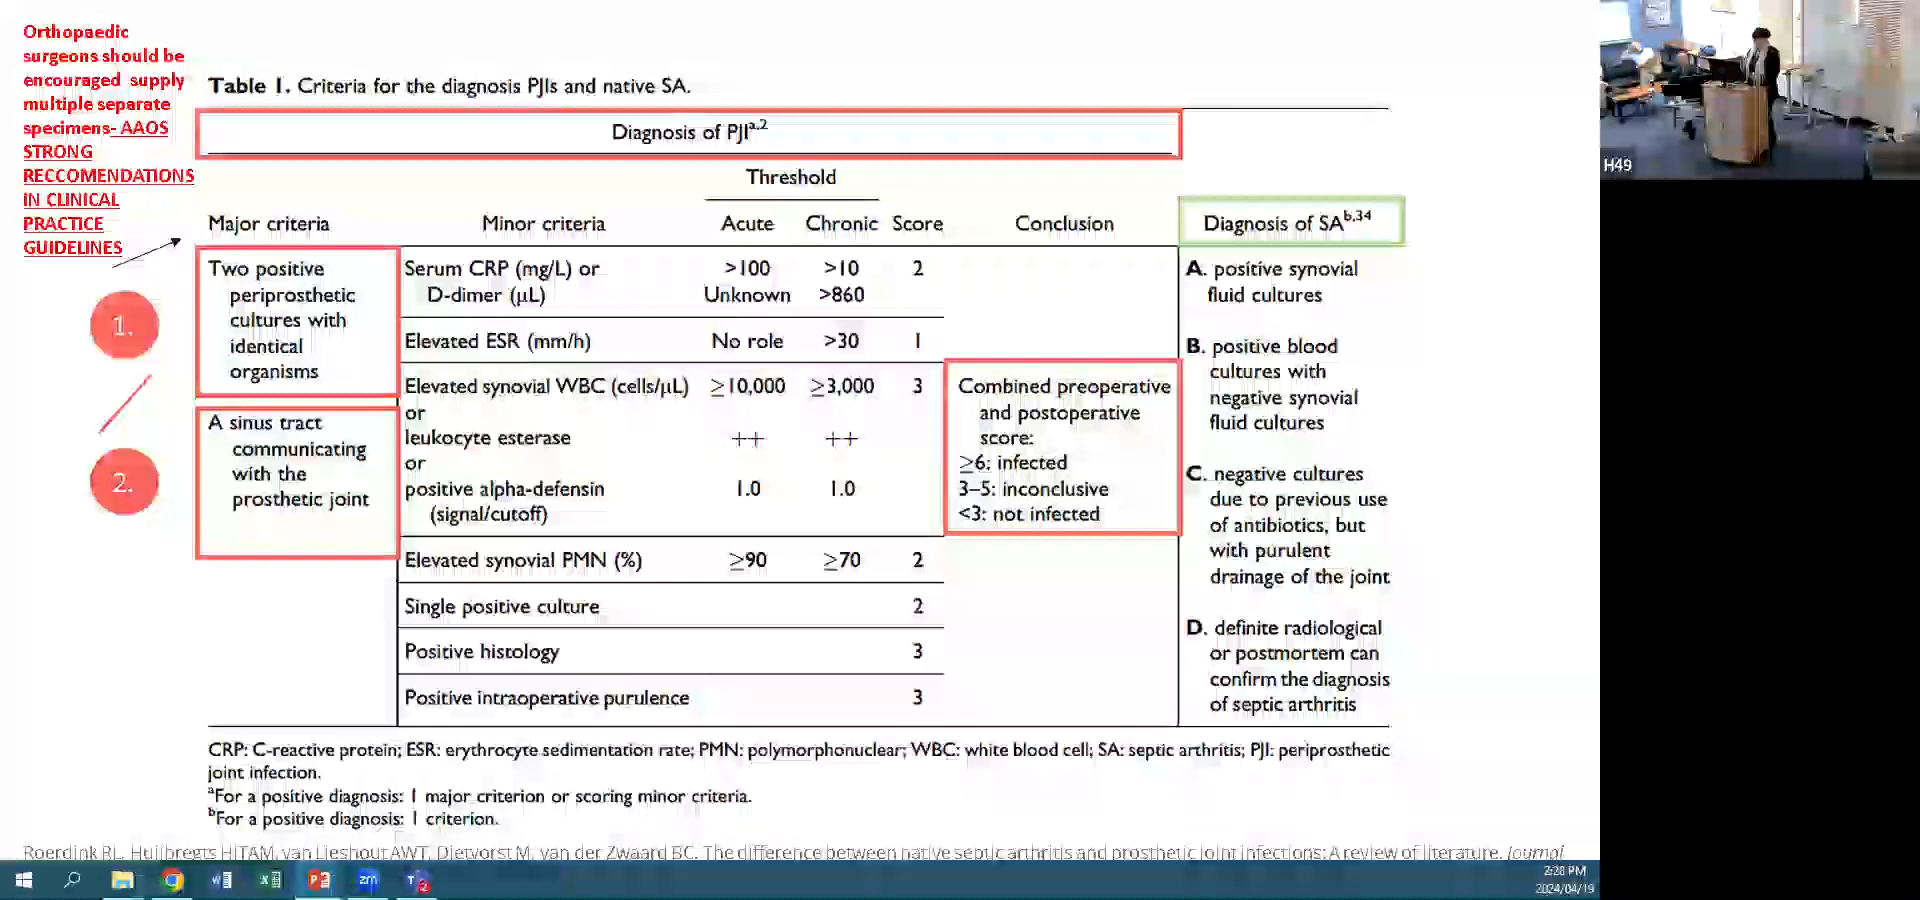 Orthopaedic
surgeons should be
encouraged supply
multiple separate
specimens- AAOS
STRONG
RECCOMENDATIONS
IN CLINICAL
PRACTICE
GUIDELINES
1.
2.
Table 1. Criteria for the diagnosis PJIs and native SA.
Diagnosis of PJIa,2
Threshold
Major criteria Minor criteria Acute Chronic Score Conclusion Diagnosis of SAb,34
Two positive
periprosthetic
cultures with
identical
organisms
A sinus tract
communicating
with the
prosthetic joint
Serum CRP (mg/L) or >100 >10 2
D-dimer (μL) Unknown >860
Elevated ESR (mm/h) No role >30 1
Elevated synovial WBC (cells/μL) ≥10,000 ≥3,000 3
or
leukocyte esterase ++ ++
or
positive alpha-defensin 1.0 1.0
(signal/cutoff)
Elevated synovial PMN (%) ≥90 ≥70 2
Single positive culture 2
Positive histology 3
Positive intraoperative purulence 3
Combined preoperative
and postoperative
score:
≥6: infected
3–5: inconclusive
<3: not infected
A. positive synovial
fluid cultures
B. positive blood
cultures with
negative synovial
fluid cultures
C. negative cultures
due to previous use
of antibiotics, but
with purulent
drainage of the joint
D. definite radiological
or postmortem can
confirm the diagnosis
of septic arthritis
CRP: C-reactive protein; ESR: erythrocyte sedimentation rate; PMN: polymorphonuclear; WBC: white blood cell; SA: septic arthritis; PJI: periprosthetic
joint infection.
aFor a positive diagnosis: 1 major criterion or scoring minor criteria.
bFor a positive diagnosis: 1 criterion.
Roerdink RL, Huijbregts HJTAM, van Lieshout AWT, Dietvorst M, van der Zwaard BC. The difference between native septic arthritis and prosthetic joint infections: A review of literature. Journal
H49
2:28 PM
2024/04/19